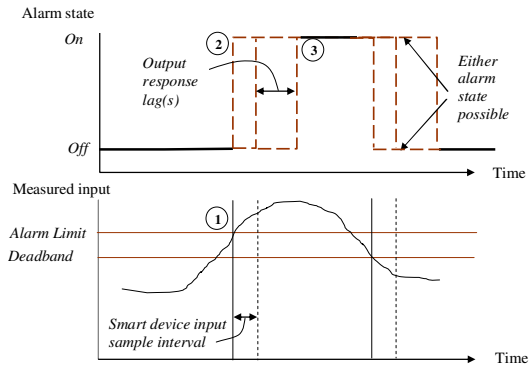 Alarm state
On
2
3
Output
response
lag(s)
Either
alarm
state
possible
Off
Time
Measured input
1
Alarm Limit
Deadband
Smart device input
sample interval
Time